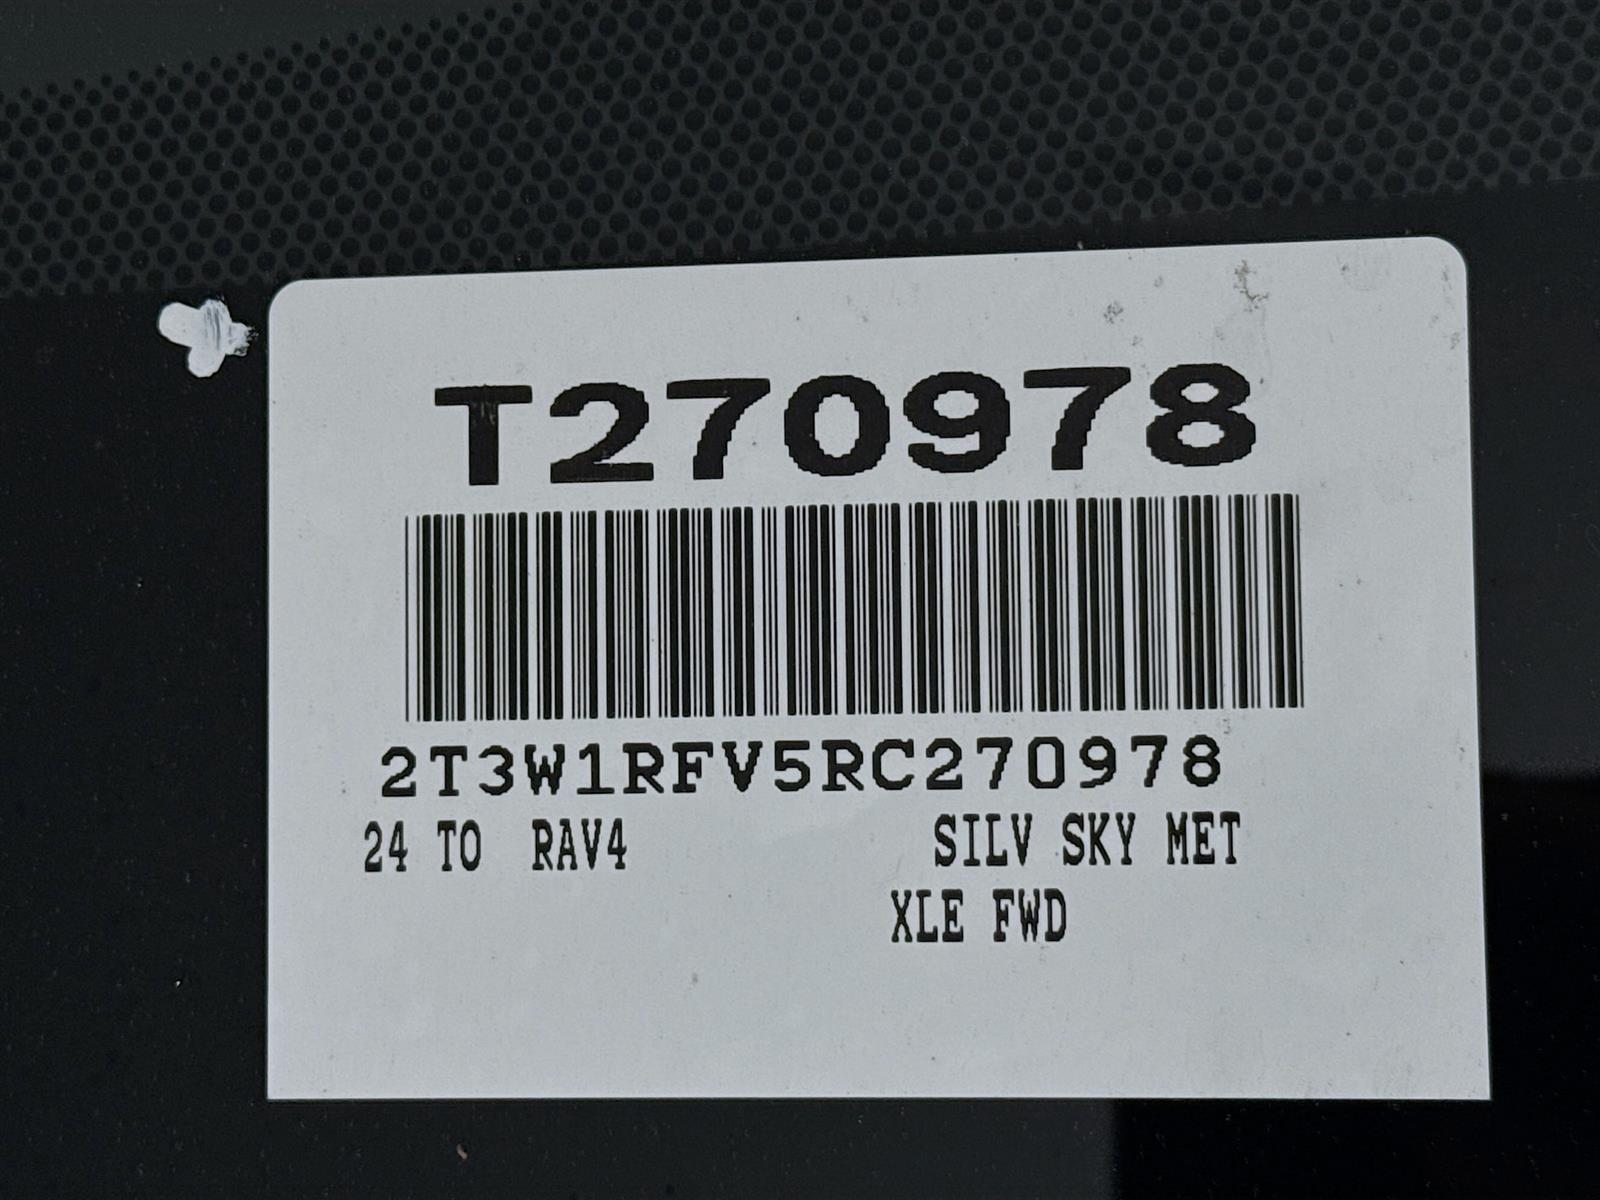 T270978
2T3W1RFV5RC270978
24 TO RAV4 SILV SKY MET
XLE FWD